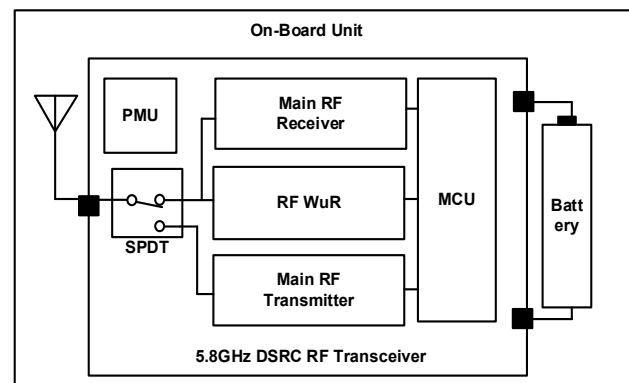 On-Board Unit
PMU
Main RF
Receiver
RF WuR
MCU
Batt
ery
SPDT
Main RF
Transmitter
5.8GHz DSRC RF Transceiver